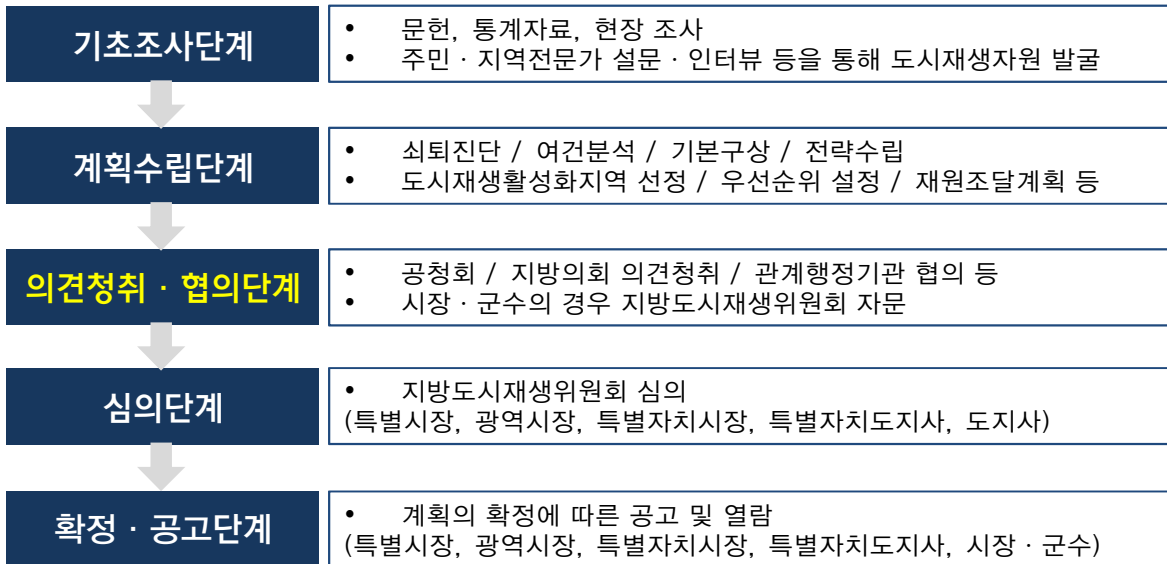 기초조사단계
• 문헌, 통계자료, 현장 조사
• 주민 · 지역전문가 설문 · 인터뷰 등을 통해 도시재생자원 발굴
계획수립단계
• 쇠퇴진단 / 여건분석 / 기본구상 / 전략수립
• 도시재생활성화지역 선정 / 우선순위 설정 / 재원조달계획 등
의견청취 · 협의단계
• 공청회 / 지방의회 의견청취 / 관계행정기관 협의 등
• 시장 · 군수의 경우 지방도시재생위원회 자문
심의단계
• 지방도시재생위원회 심의
(특별시장, 광역시장, 특별자치시장, 특별자치도지사, 도지사)
확정 · 공고단계
• 계획의 확정에 따른 공고 및 열람
(특별시장, 광역시장, 특별자치시장, 특별자치도지사, 시장 · 군수)